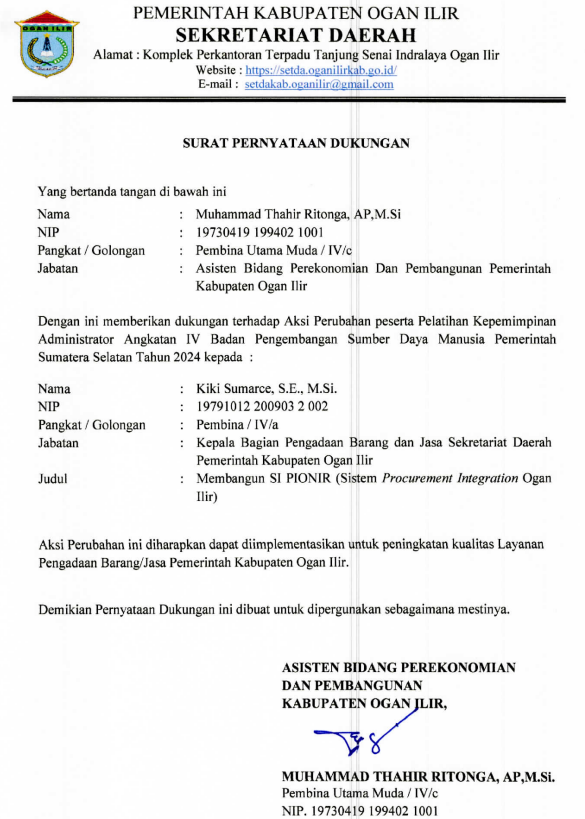 OGAN ILIR
PEMERINTAH KABUPATEN OGAN ILIR
SEKRETARIAT DAERAH
Alamat : Komplek Perkantoran Terpadu Tanjung Senai Indralaya Ogan Ilir
Website : https://setda.oganilirkab.go.id/
E-mail : setdakab.oganilir@gmail.com
SURAT PERNYATAAN DUKUNGAN
Yang bertanda tangan di bawah ini
Nama : Muhammad Thahir Ritonga, AP,M.Si
NIP : 19730419 199402 1001
Pangkat / Golongan : Pembina Utama Muda / IV/c
Jabatan : Asisten Bidang Perekonomian Dan Pembangunan Pemerintah
Kabupaten Ogan Ilir
Dengan ini memberikan dukungan terhadap Aksi Perubahan peserta Pelatihan Kepemimpinan
Administrator Angkatan IV Badan Pengembangan Sumber Daya Manusia Pemerintah
Sumatera Selatan Tahun 2024 kepada :
Nama : Kiki Sumarce, S.E., M.Si.
NIP : 19791012 200903 2 002
Pangkat / Golongan : Pembina / IV/a
Jabatan : Kepala Bagian Pengadaan Barang dan Jasa Sekretariat Daerah
Pemerintah Kabupaten Ogan Ilir
Judul : Membangun SI PIONIR (Sistem Procurement Integration Ogan
Ilir)
Aksi Perubahan ini diharapkan dapat diimplementasikan untuk peningkatan kualitas Layanan
Pengadaan Barang/Jasa Pemerintah Kabupaten Ogan Ilir.
Demikian Pernyataan Dukungan ini dibuat untuk dipergunakan sebagaimana mestinya.
ASISTEN BIDANG PEREKONOMIAN
DAN PEMBANGUNAN
KABUPATEN OGAN ILIR,
MUHAMMAD THAHIR RITONGA, AP,M.Si.
Pembina Utama Muda / IV/c
NIP. 19730419 199402 1001